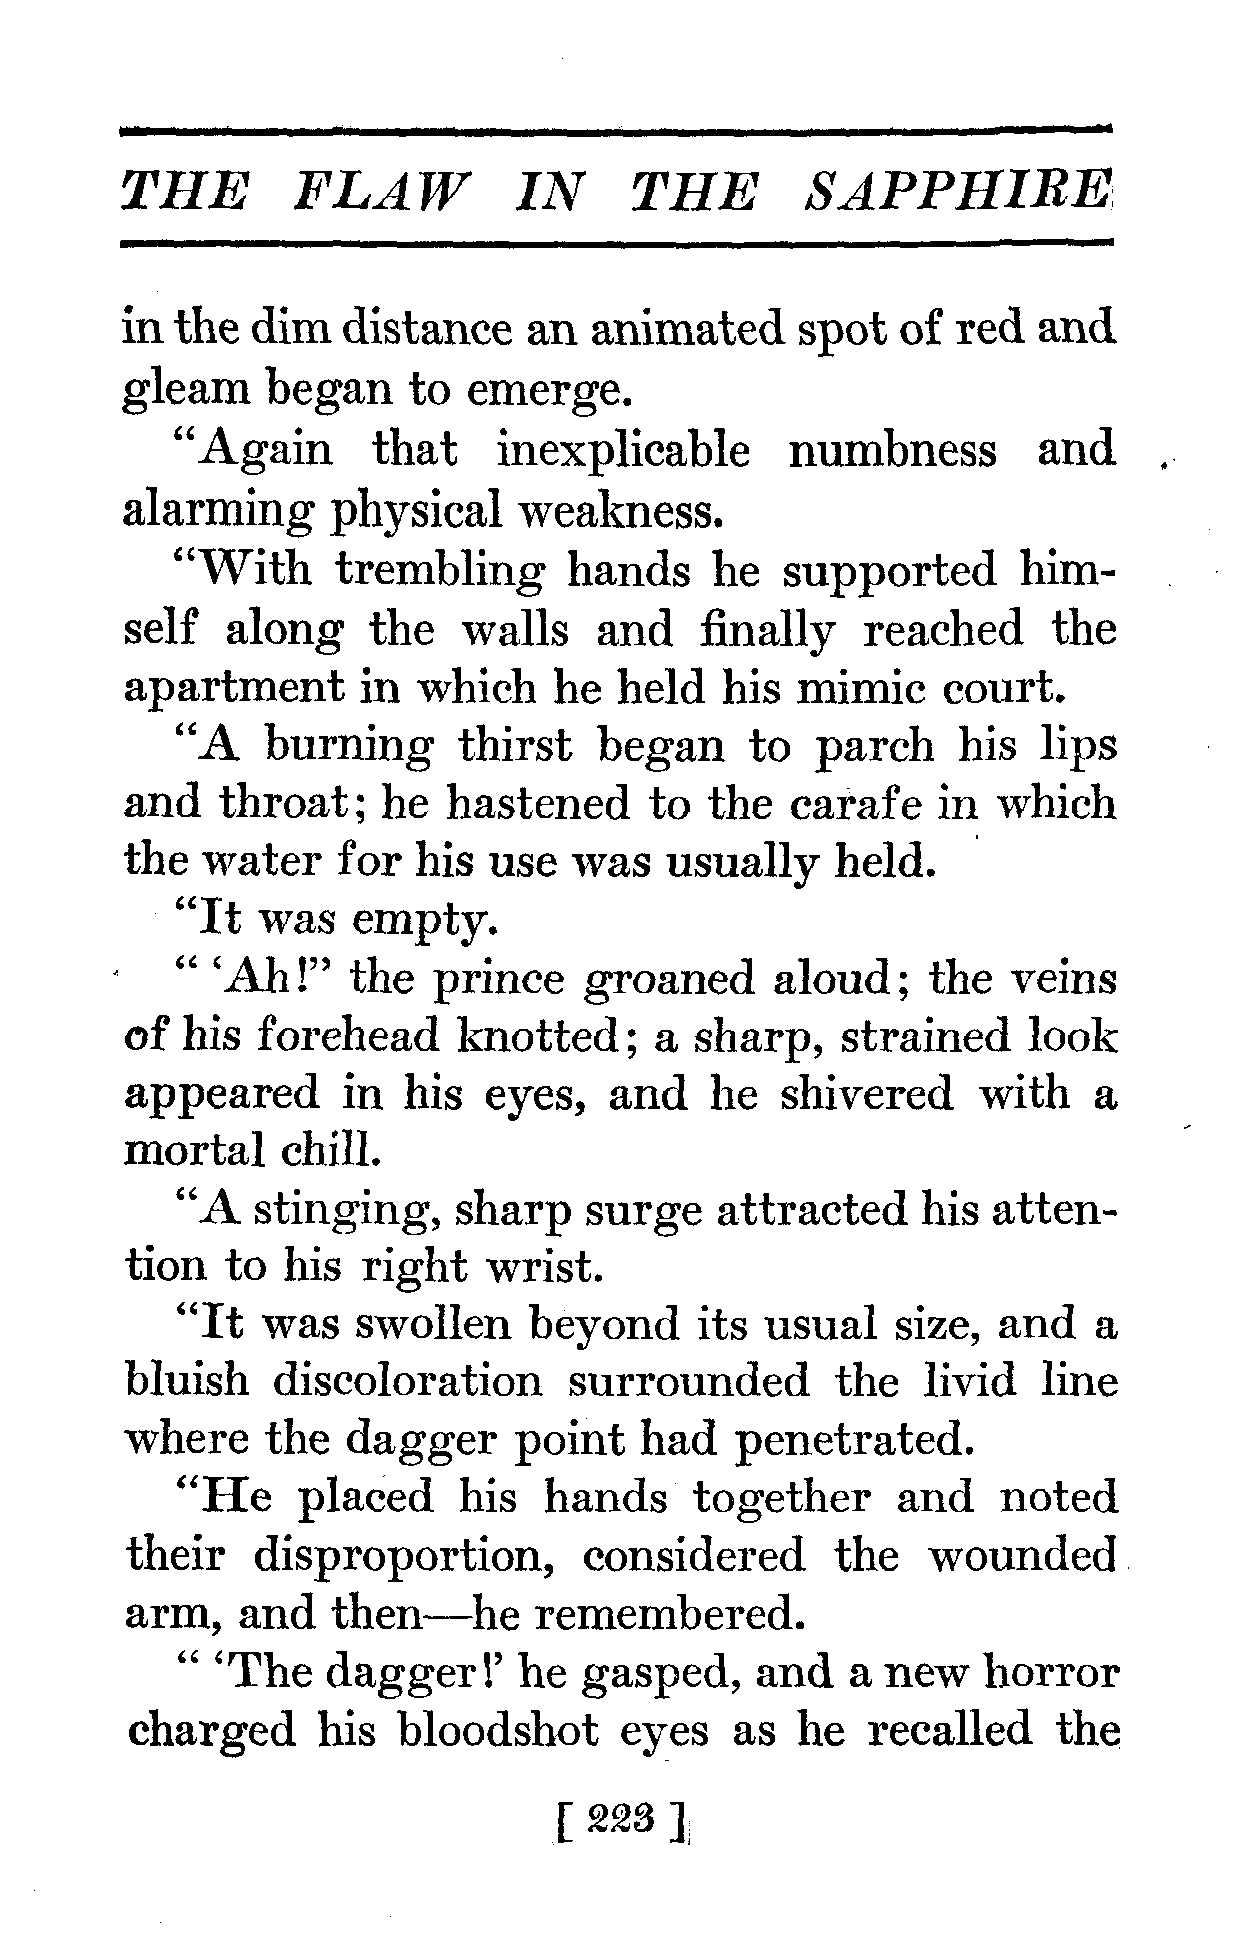 THE FLAW IN THE SAPPHIRE
in the dim distance an animated spot of red and
gleam began to emerge.
“Again that inexplicable numbness and
alarming physical weakness.
“With trembling hands he supported him-
self along the walls and finally reached the
apartment in which he held his mimic court.
“A burning thirst began to parch his lips
and throat; he hastened to the carafe in which
the water for his use was usually held.
“It was empty.
“ ‘Ah!” the prince groaned aloud; the veins
of his forehead knotted; a sharp, strained look
appeared in his eyes, and he shivered with a
mortal chill.
“A stinging, sharp surge attracted his atten-
tion to his right wrist.
“It was swollen beyond its usual size, and a
bluish discoloration surrounded the livid line
where the dagger point had penetrated.
“He placed his hands together and noted
their disproportion, considered the wounded
arm, and then—he remembered.
“ ‘The dagger!’ he gasped, and a new horror
charged his bloodshot eyes as he recalled the
[ 223 ]